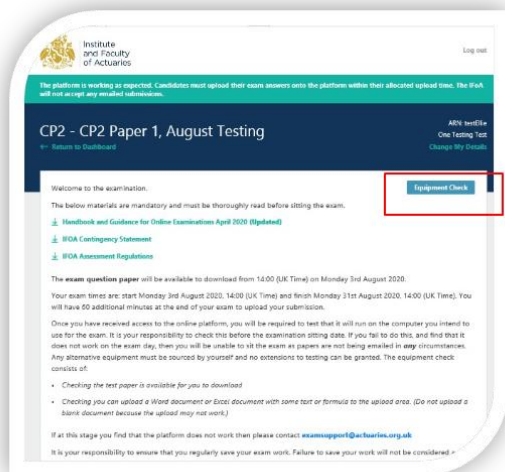 Institute
and Faculty
of Actuaries
Log out
The platform is working as expected. Candidates must upload their exam answers onto the platform within their allocated upload time. The IFoA
will not accept any emailed submissions.
CP2 - CP2 Paper 1, August Testing
← Return to Dashboard
ARN: testEllie
One Testing Test
Change My Details
Welcome to the examination.
Equipment Check
The below materials are mandatory and must be thoroughly read before sitting the exam.
Handbook and Guidance for Online Examinations April 2020 (Updated)
IFOA Contingency Statement
IFOA Assessment Regulations
The exam question paper will be available to download from 14:00 (UK Time) on Monday 3rd August 2020.
Your exam times are: start Monday 3rd August 2020, 14:00 (UK Time) and finish Monday 31st August 2020, 14:00 (UK Time). You
will have 60 additional minutes at the end of your exam to upload your submission.
Once you have received access to the online platform, you will be required to test that it will run on the computer you intend to
use for the exam. It is your responsibility to check this before the examination sitting date. If you fail to do this, and find that it
does not work on the exam day, then you will be unable to sit the exam as papers are not being emailed in any circumstances.
Any alternative equipment must be sourced by yourself and no extensions to testing can be granted. The equipment check
consists of:
• Checking the test paper is available for you to download
• Checking you can upload a Word document or Excel document with some text or formula to the upload area. (Do not upload a
blank document because the upload may not work.)
If at this stage you find that the platform does not work then please contact examsupport@actuaries.org.uk
It is your responsibility to ensure that you regularly save your exam work. Failure to save your work will not be considered